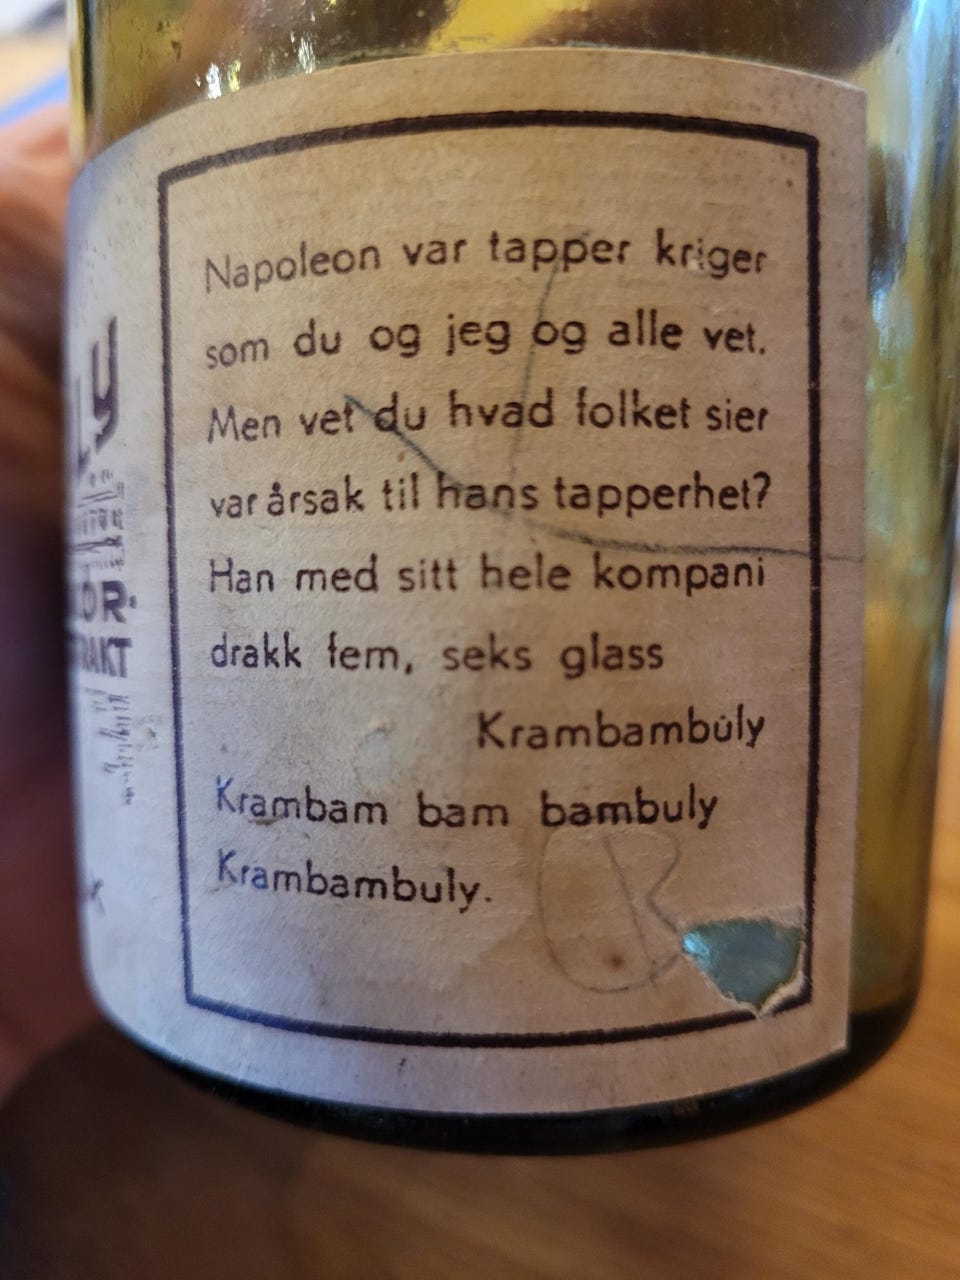 Napoleon var tapper kriger
som du og jeg og alle vet.
Men vet du hvad folket sier
var årsak til hans tapperhet?
Han med sitt hele kompani
drakk fem, seks glass
Krambambuly
Krambam bam bambuly
Krambambuly.